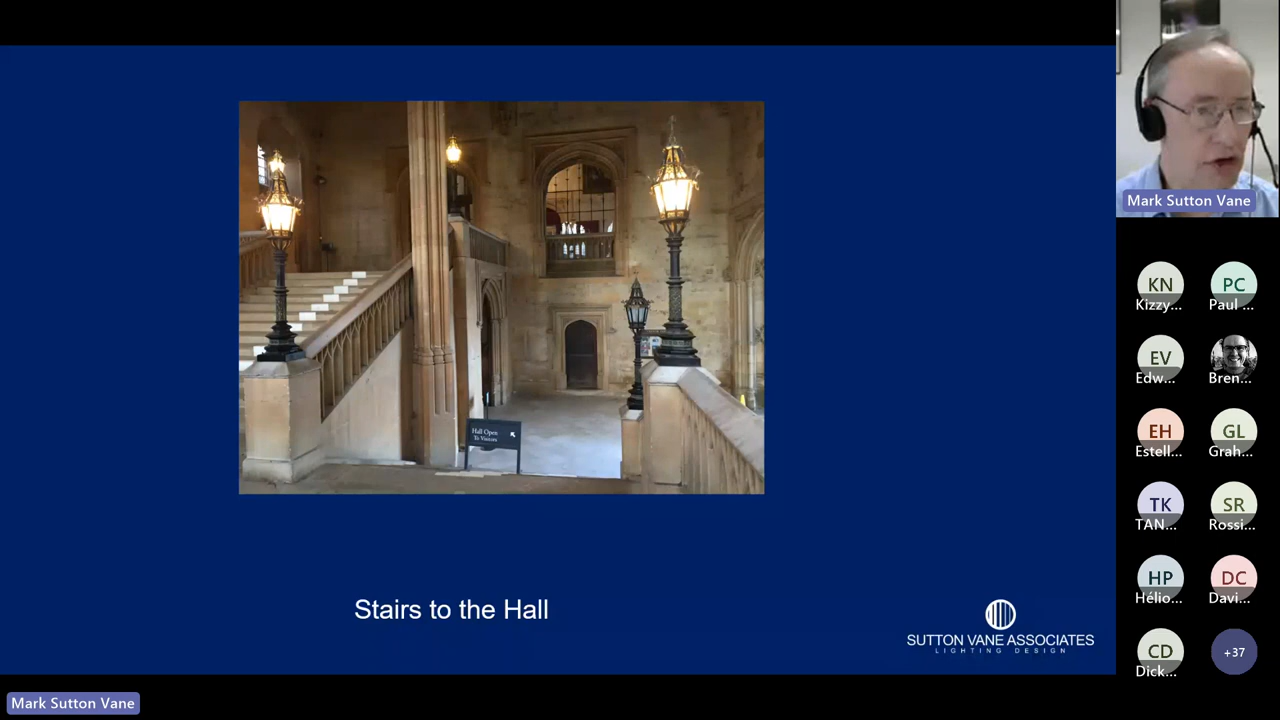 Hall Open
To Visitors
Stairs to the Hall
SUTTON VANE ASSOCIATES
LIGHTING DESIGN
Mark Sutton Vane
KN
Kizzy...
PC
Paul ...
EV
Edw...
Bren...
EH
Estell...
GL
Grah...
TK
TAN...
SR
Rossi...
HP
Hélio...
DC
Davi...
CD
Dick...
+37
Mark Sutton Vane